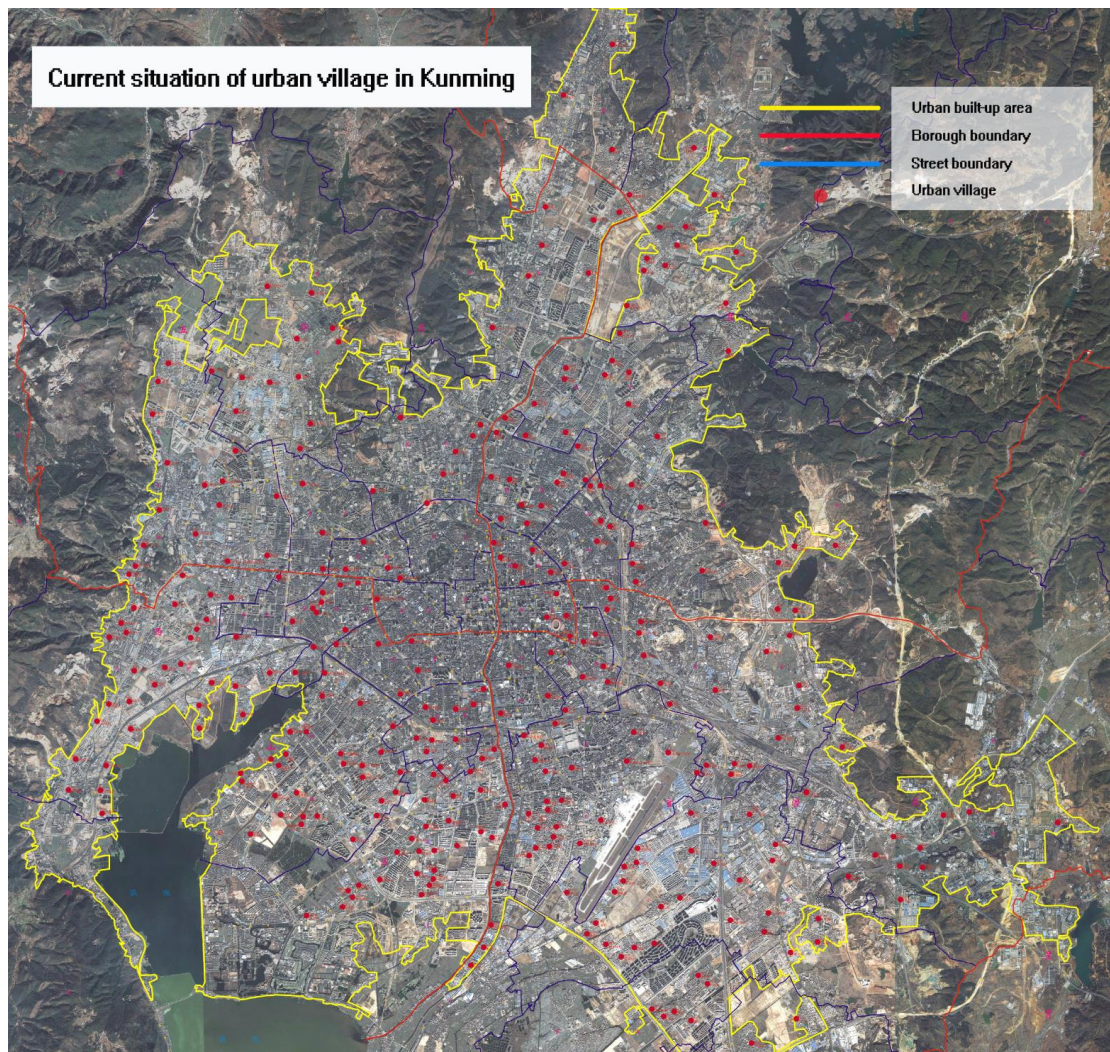 Current situation of urban village in Kunming
Urban built-up area
Borough boundary
Street boundary
Urban village